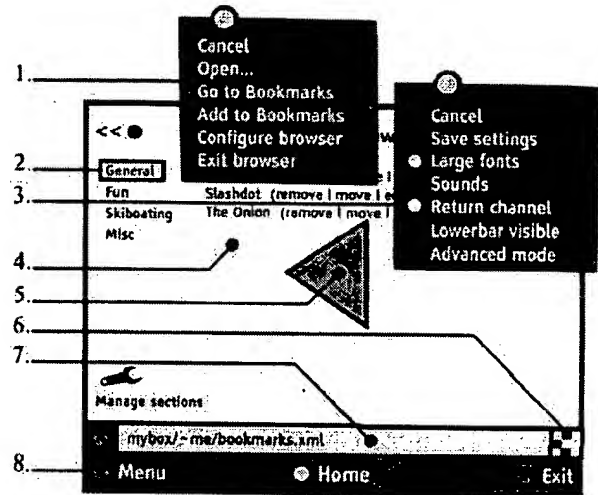 Cancel
Open...
1. Go to Bookmarks
Add to Bookmarks
Configure browser
Exit browser
Cancel
Save settings
Large fonts
Sounds
Return channel
Lowerbar visible
Advanced mode
<<
w
2. General
3. Fun
Slashdot (remove | move | e
Skiboating
The Onion (remove | move |
Misc
4.
5.
6.
7.
Manage sections
mybox/~me/bookmarks.xml
8. Menu
Home
Exit